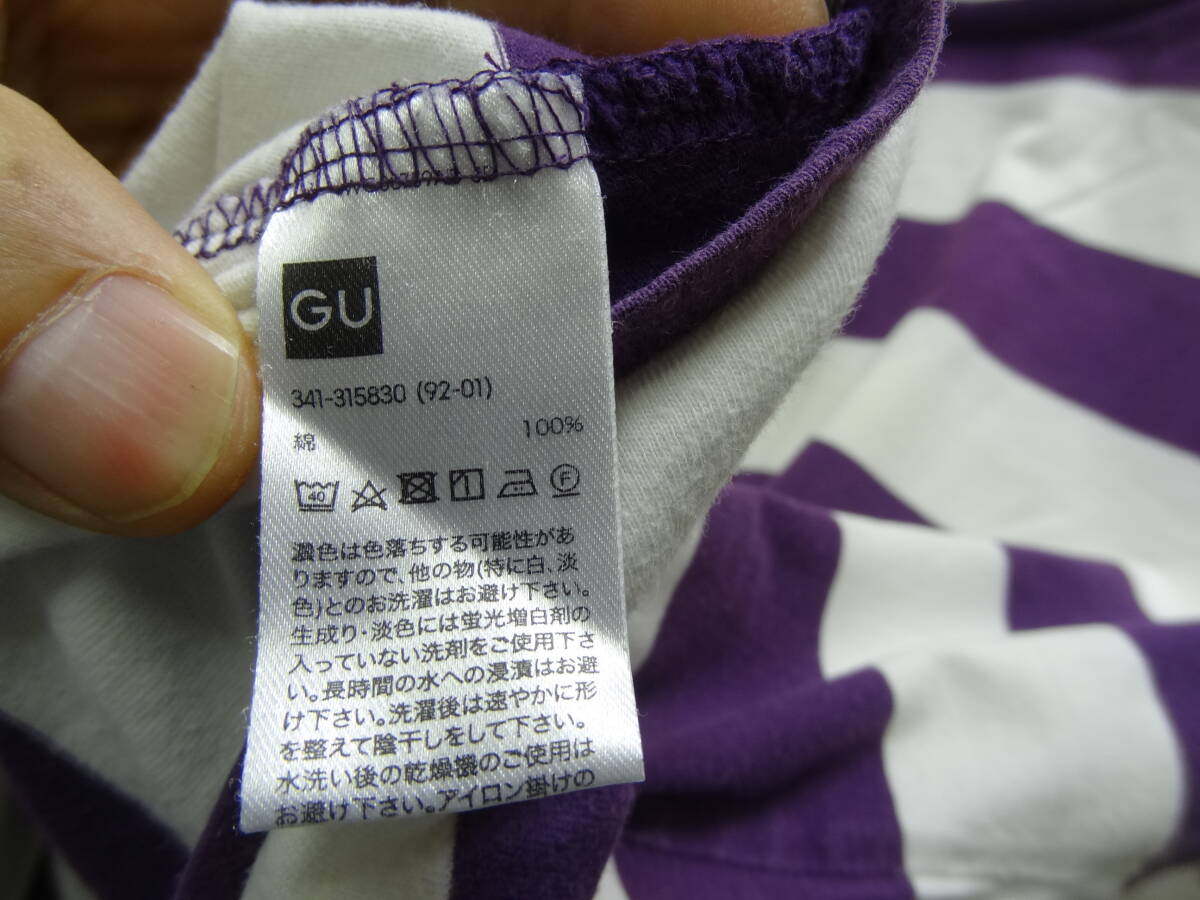 GU
341-315830 (92-01)
綿 100%
40 F
濃色は色落ちする可能性があ
りますので、他の物(特に白、淡
色)とのお洗濯はお避け下さい。
生成り・淡色には蛍光増白剤の
入っていない洗剤をご使用下さ
い。長時間の水への浸漬はお避
け下さい。洗濯後は速やかに形
を整えて陰干しをして下さい。
水洗い後の乾燥機のご使用は
お避け下さい。アイロン掛けの